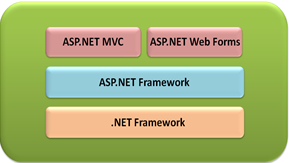 ASP.NET MVC
ASP.NET Web Forms
ASP.NET Framework
.NET Framework